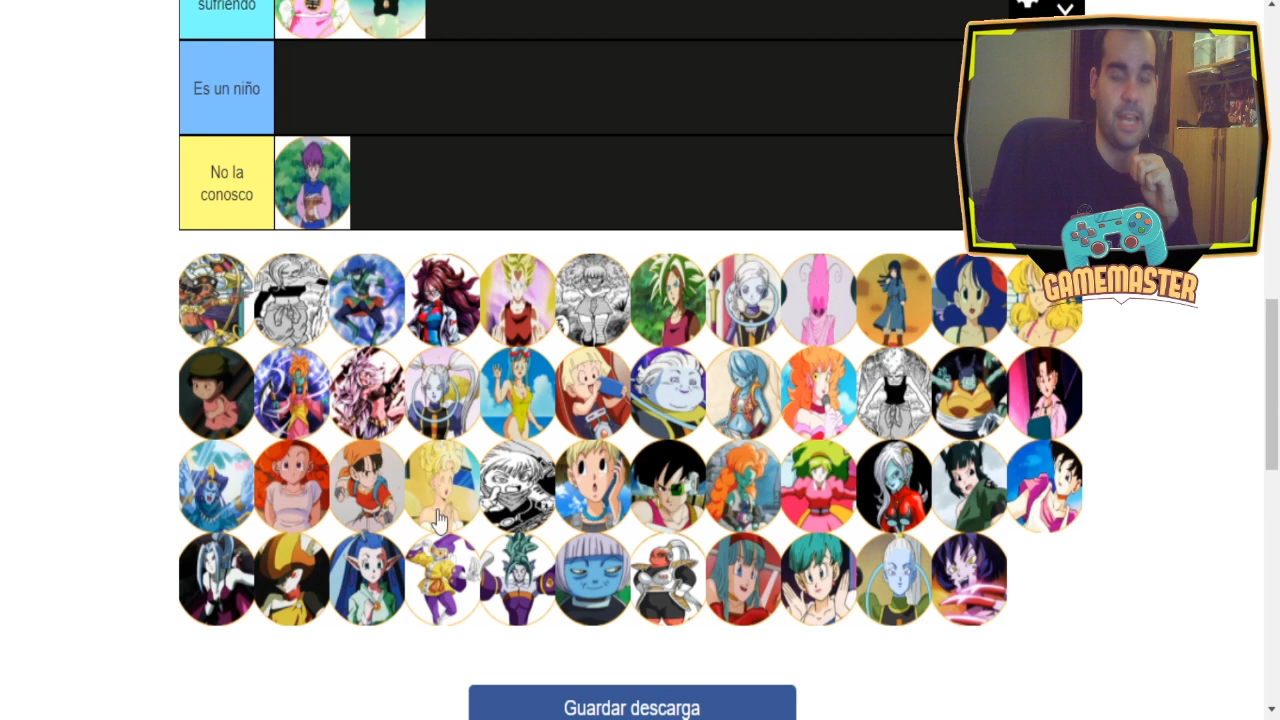 sufriendo
Es un niño
No la
conosco
GAMEMASTER
Guardar descarga